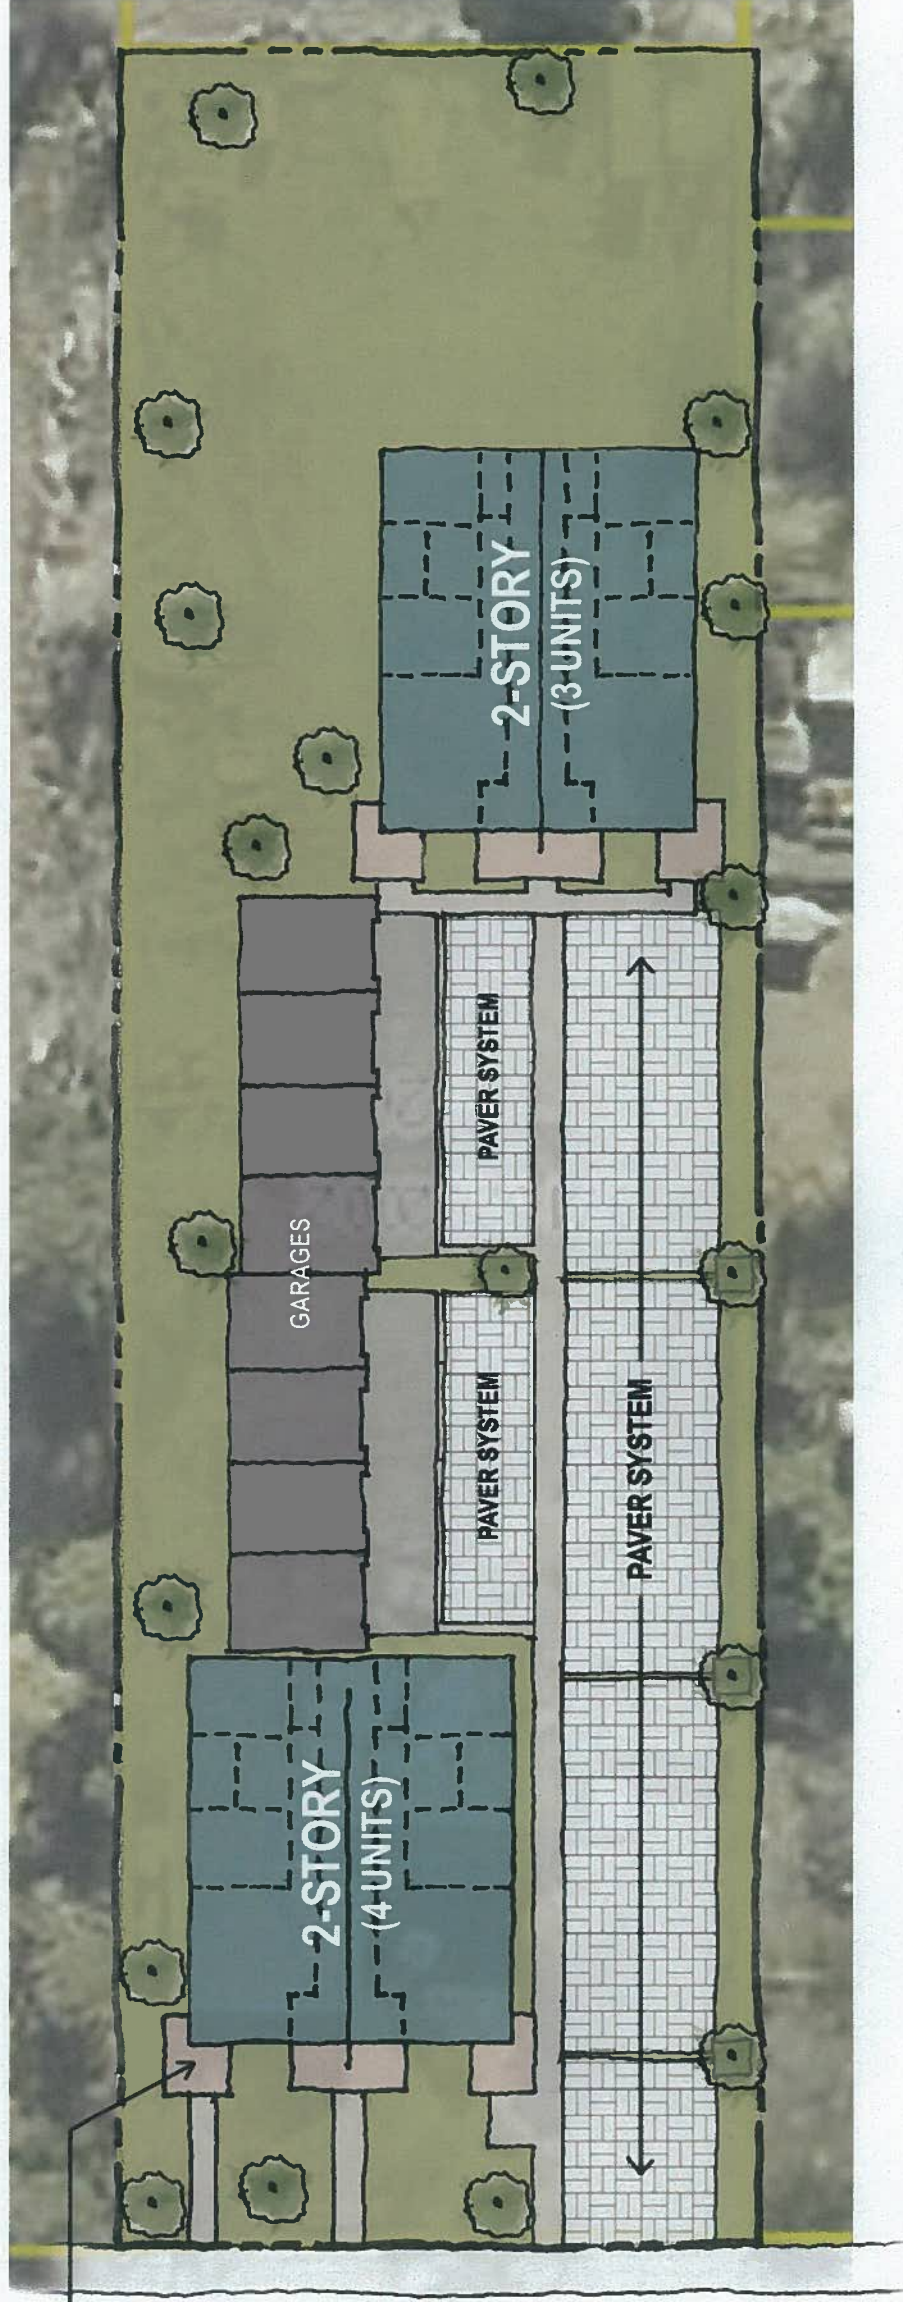 2-STORY
(3 UNITS)
PAVER SYSTEM
GARAGES
PAVER SYSTEM
PAVER SYSTEM
2-STORY
(4 UNITS)